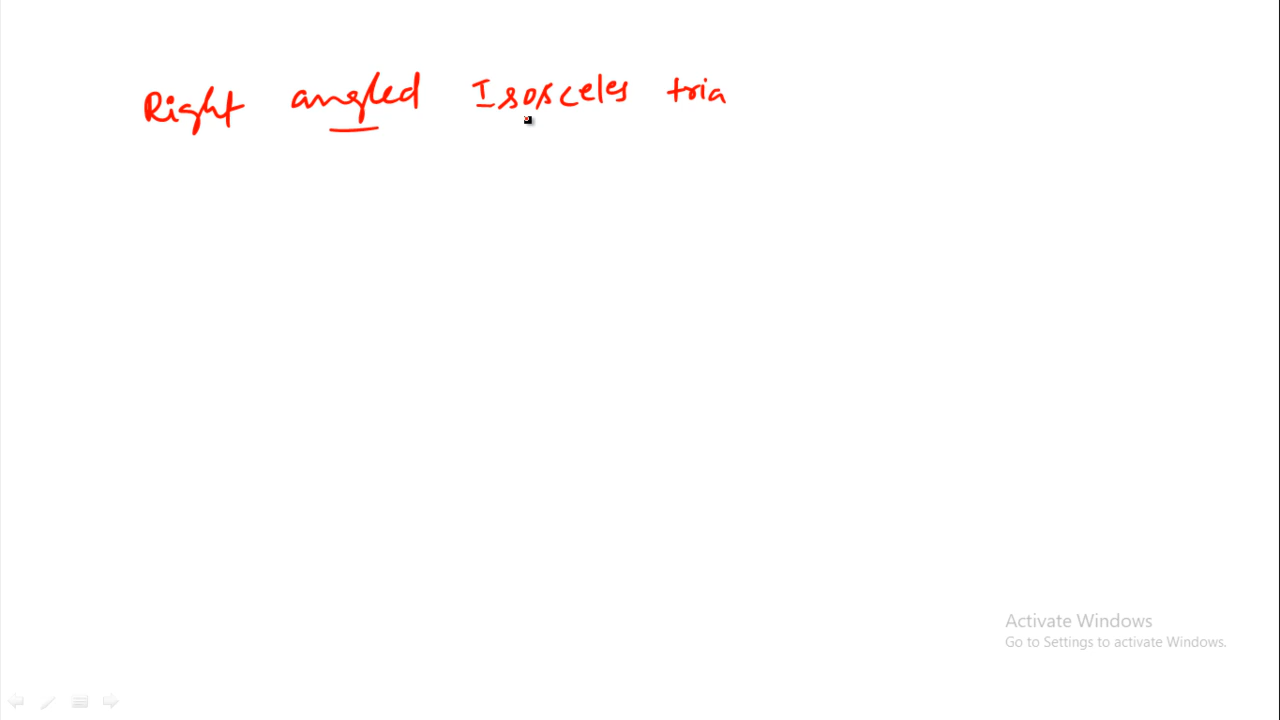 Right angled Isosceles tria
Activate Windows
Go to Settings to activate Windows.